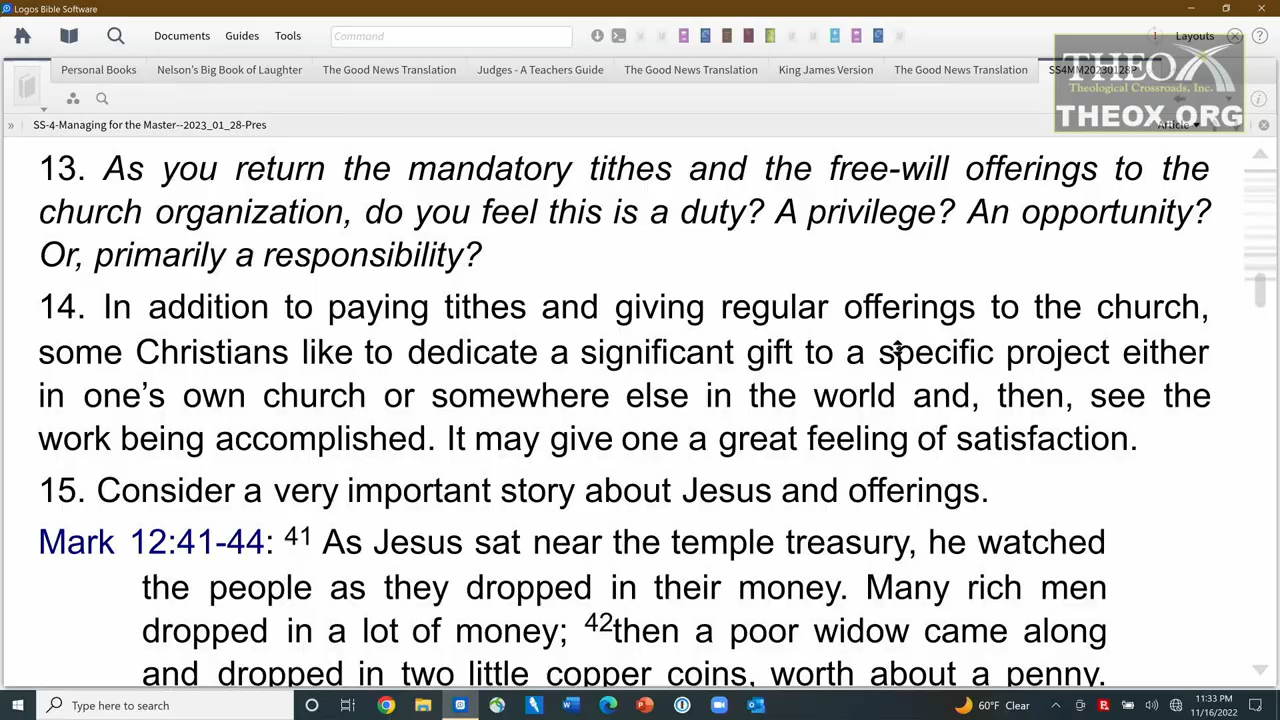 Logos Bible Software
Documents Guides Tools Command Layouts
Personal Books Nelson's Big Book of Laughter The C Judges - A Teachers Guide The Good News Translation King James Version The Good News Translation SS4MM20230128P
THEOX
Theological Crossroads, Inc.
THEOX.ORG
SS-4-Managing for the Master--2023_01_28-Pres Article
13. As you return the mandatory tithes and the free-will offerings to the
church organization, do you feel this is a duty? A privilege? An opportunity?
Or, primarily a responsibility?
14. In addition to paying tithes and giving regular offerings to the church,
some Christians like to dedicate a significant gift to a specific project either
in one’s own church or somewhere else in the world and, then, see the
work being accomplished. It may give one a great feeling of satisfaction.
15. Consider a very important story about Jesus and offerings.
Mark 12:41-44: 41 As Jesus sat near the temple treasury, he watched
the people as they dropped in their money. Many rich men
dropped in a lot of money; 42then a poor widow came along
and dropped in two little copper coins, worth about a penny.
Type here to search 60°F Clear 11:33 PM
11/16/2022